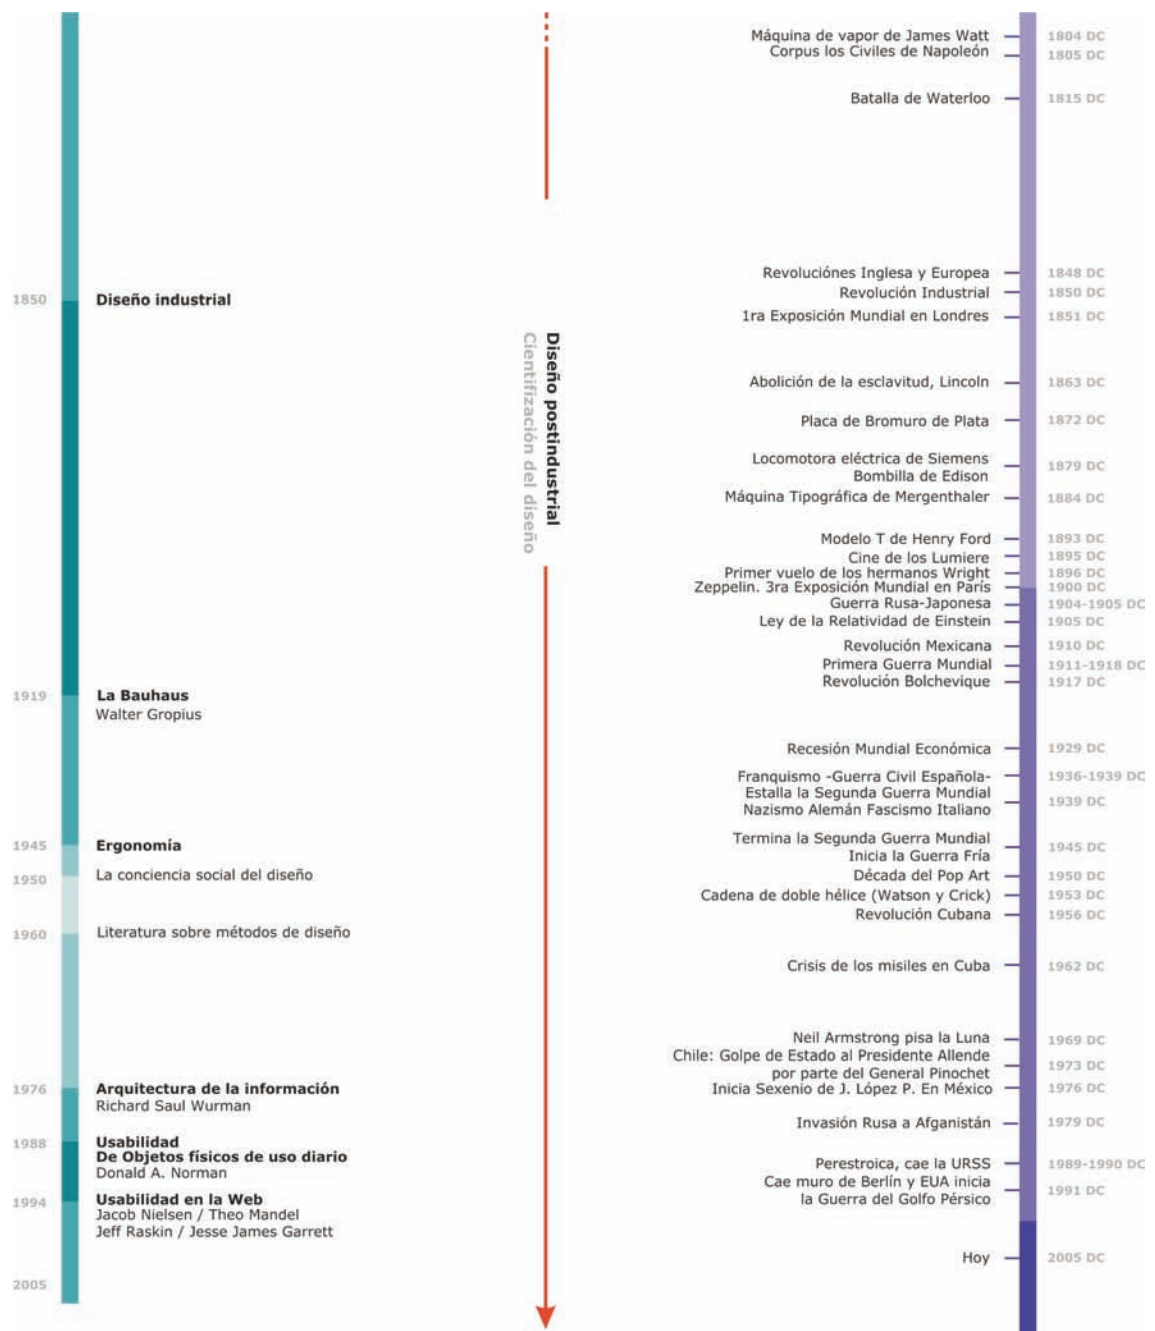 1850
Diseño industrial
1919
La Bauhaus
Walter Gropius
1945
Ergonomía
1950
La conciencia social del diseño
1960
Literatura sobre métodos de diseño
1976
Arquitectura de la información
Richard Saul Wurman
1988
Usabilidad
De Objetos físicos de uso diario
Donald A. Norman
1994
Usabilidad en la Web
Jacob Nielsen / Theo Mandel
Jeff Raskin / Jesse James Garrett
2005
Diseño postindustrial
Cientifización del diseño
Máquina de vapor de James Watt 1804 DC
Corpus los Civiles de Napoleón 1805 DC
Batalla de Waterloo 1815 DC
Revoluciónes Inglesa y Europea 1848 DC
Revolución Industrial 1850 DC
1ra Exposición Mundial en Londres 1851 DC
Abolición de la esclavitud, Lincoln 1863 DC
Placa de Bromuro de Plata 1872 DC
Locomotora eléctrica de Siemens
Bombilla de Edison 1879 DC
Máquina Tipográfica de Mergenthaler 1884 DC
Modelo T de Henry Ford 1893 DC
Cine de los Lumiere 1895 DC
Primer vuelo de los hermanos Wright 1896 DC
Zeppelin. 3ra Exposición Mundial en París 1900 DC
Guerra Rusa-Japonesa 1904-1905 DC
Ley de la Relatividad de Einstein 1905 DC
Revolución Mexicana 1910 DC
Primera Guerra Mundial 1911-1918 DC
Revolución Bolchevique 1917 DC
Recesión Mundial Económica 1929 DC
Franquismo -Guerra Civil Española- 1936-1939 DC
Estalla la Segunda Guerra Mundial
Nazismo Alemán Fascismo Italiano 1939 DC
Termina la Segunda Guerra Mundial
Inicia la Guerra Fría 1945 DC
Década del Pop Art 1950 DC
Cadena de doble hélice (Watson y Crick) 1953 DC
Revolución Cubana 1956 DC
Crisis de los misiles en Cuba 1962 DC
Neil Armstrong pisa la Luna 1969 DC
Chile: Golpe de Estado al Presidente Allende
por parte del General Pinochet 1973 DC
Inicia Sexenio de J. López P. En México 1976 DC
Invasión Rusa a Afganistán 1979 DC
Perestroica, cae la URSS 1989-1990 DC
Cae muro de Berlín y EUA inicia
la Guerra del Golfo Pérsico 1991 DC
Hoy 2005 DC